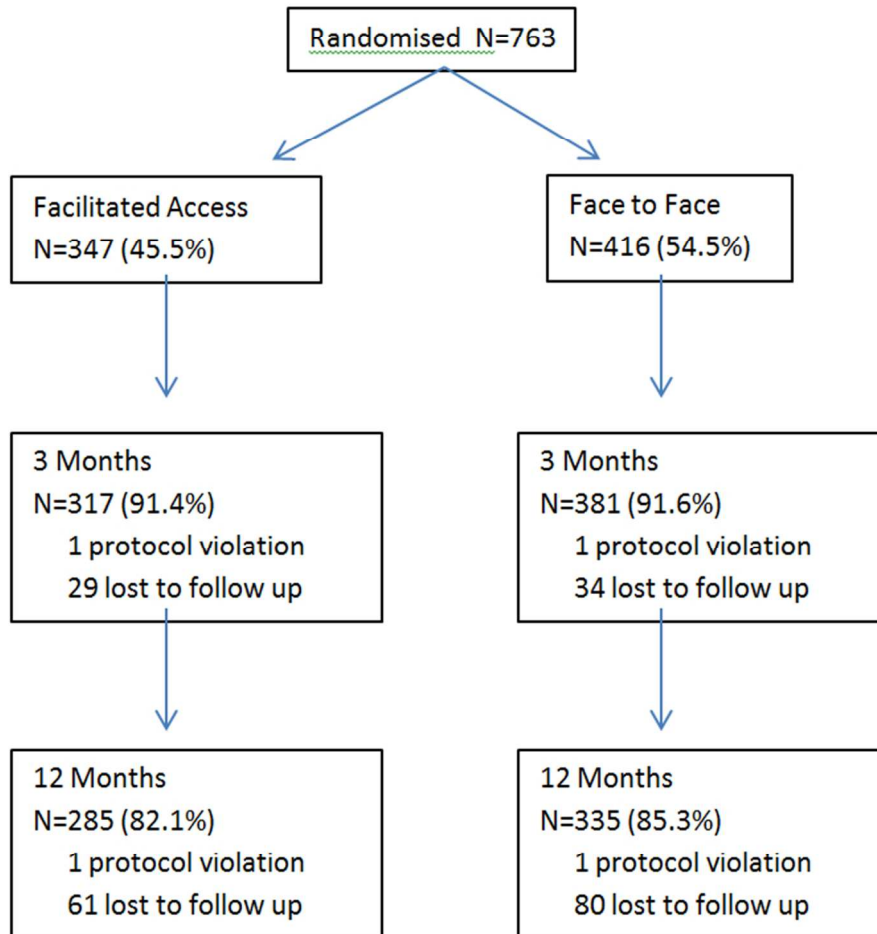 Randomised N=763
Facilitated Access
N=347 (45.5%)
Face to Face
N=416 (54.5%)
3 Months
N=317 (91.4%)
1 protocol violation
29 lost to follow up
3 Months
N=381 (91.6%)
1 protocol violation
34 lost to follow up
12 Months
N=285 (82.1%)
1 protocol violation
61 lost to follow up
12 Months
N=335 (85.3%)
1 protocol violation
80 lost to follow up